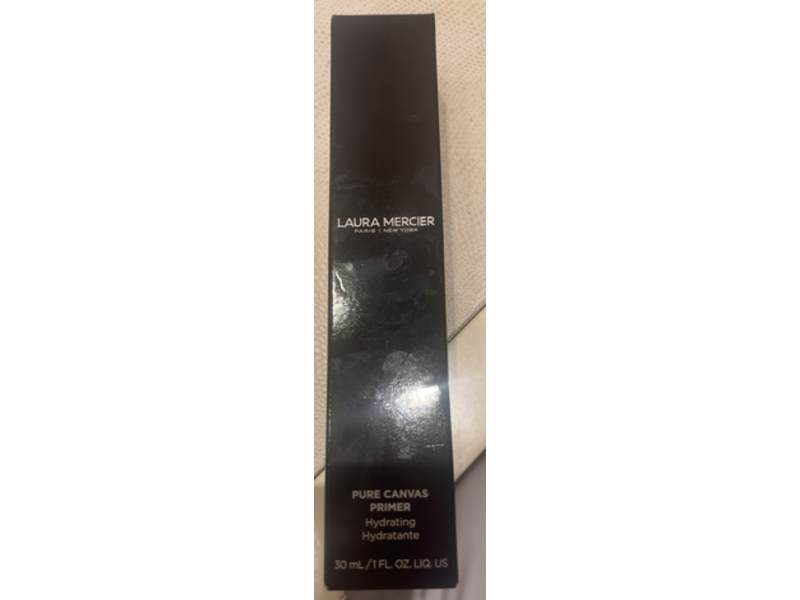 LAURA MERCIER
PARIS | NEW YORK
PURE CANVAS
PRIMER
Hydrating
Hydratante
30 mL / 1 FL. OZ. LIQ. US